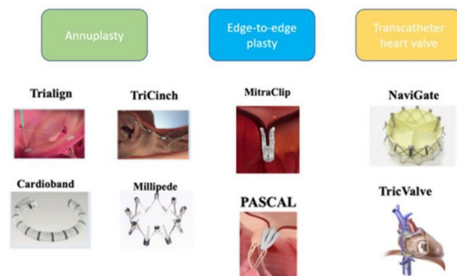 Annuplasty
Edge-to-edge
plasty
Transcatheter
heart valve
Trialign
TriCinch
MitraClip
NaviGate
Cardioband
Millipede
PASCAL
TricValve